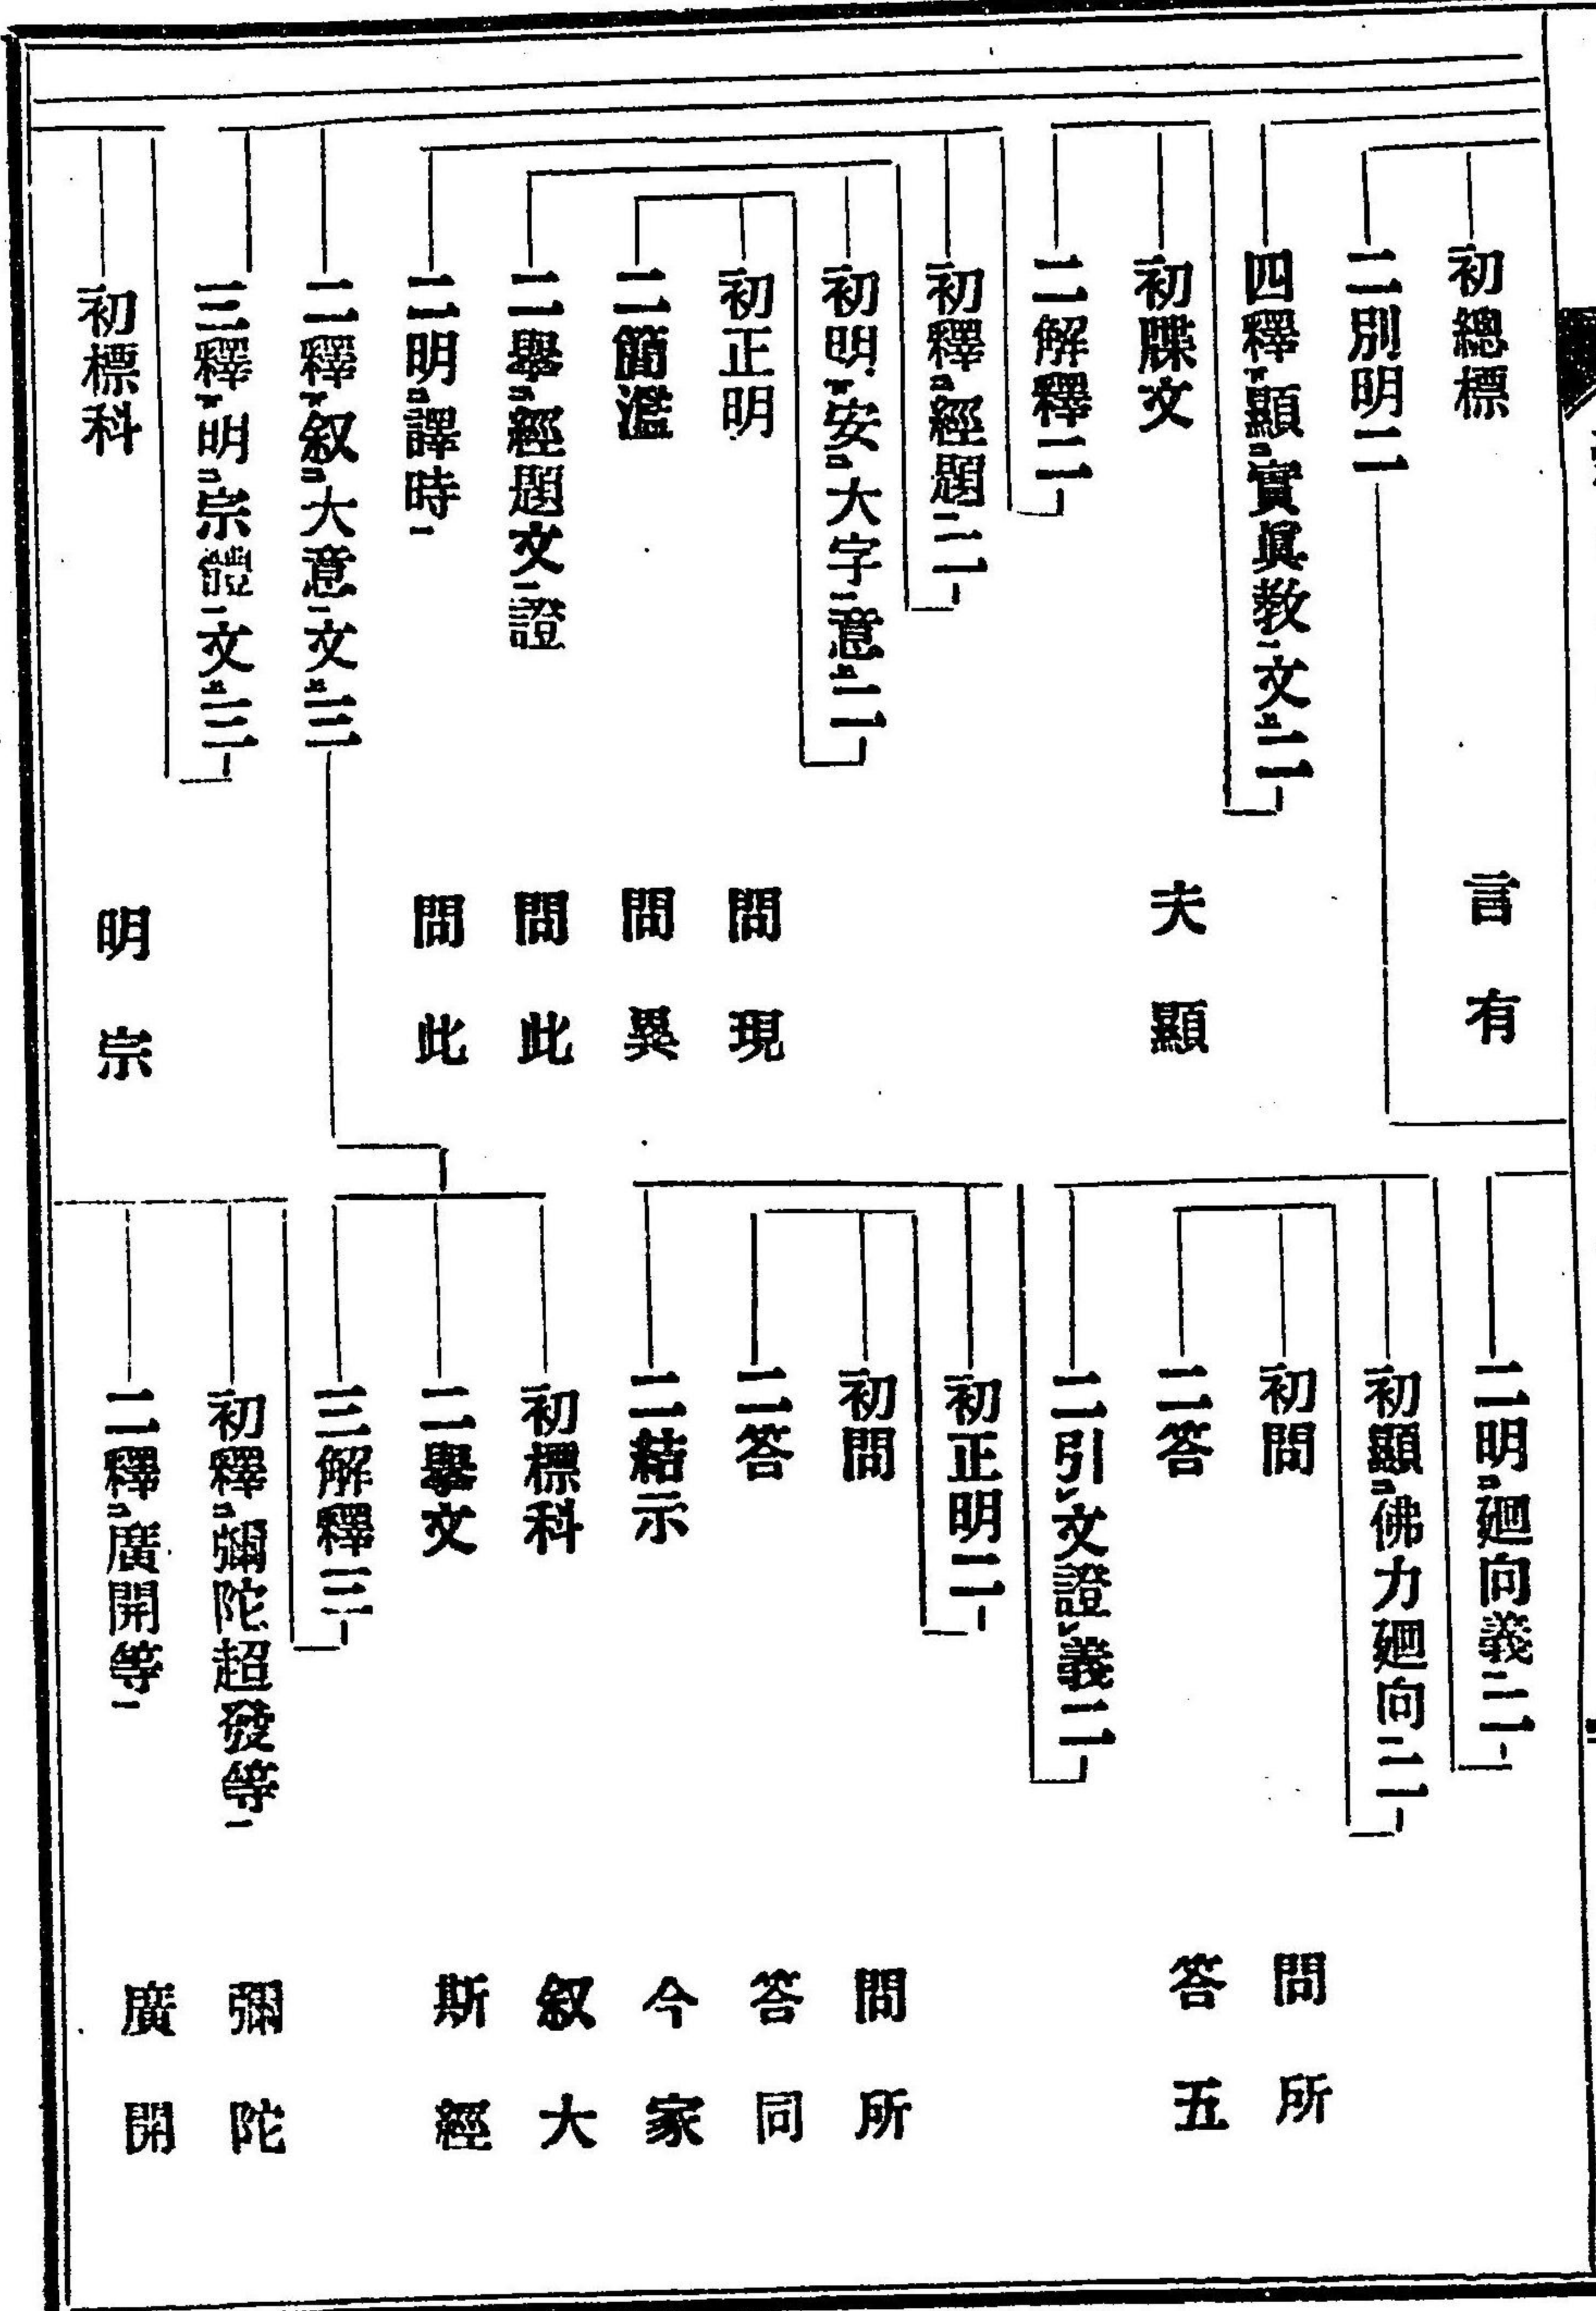 初總標　言有
二別明二
四釋顯實眞教文二
初牒文　夫顯
二解釋二
初釋經題二
初明安大字意二
初正明　問現
二簡濫　問異
二擧經題文證　問此
二明譯時　問此
二釋叙大意文三
三釋明宗體文三
初標科　明宗
二明廻向義二
初顯佛力廻向二
初問　問所
二答　答五
二引文證義二
初正明二
初問　問所
二答　答同
二結示　今家
初標科　叙大
二擧文　斯經
三解釋三
初釋彌陀超發等　彌陀
二釋廣開等　廣開